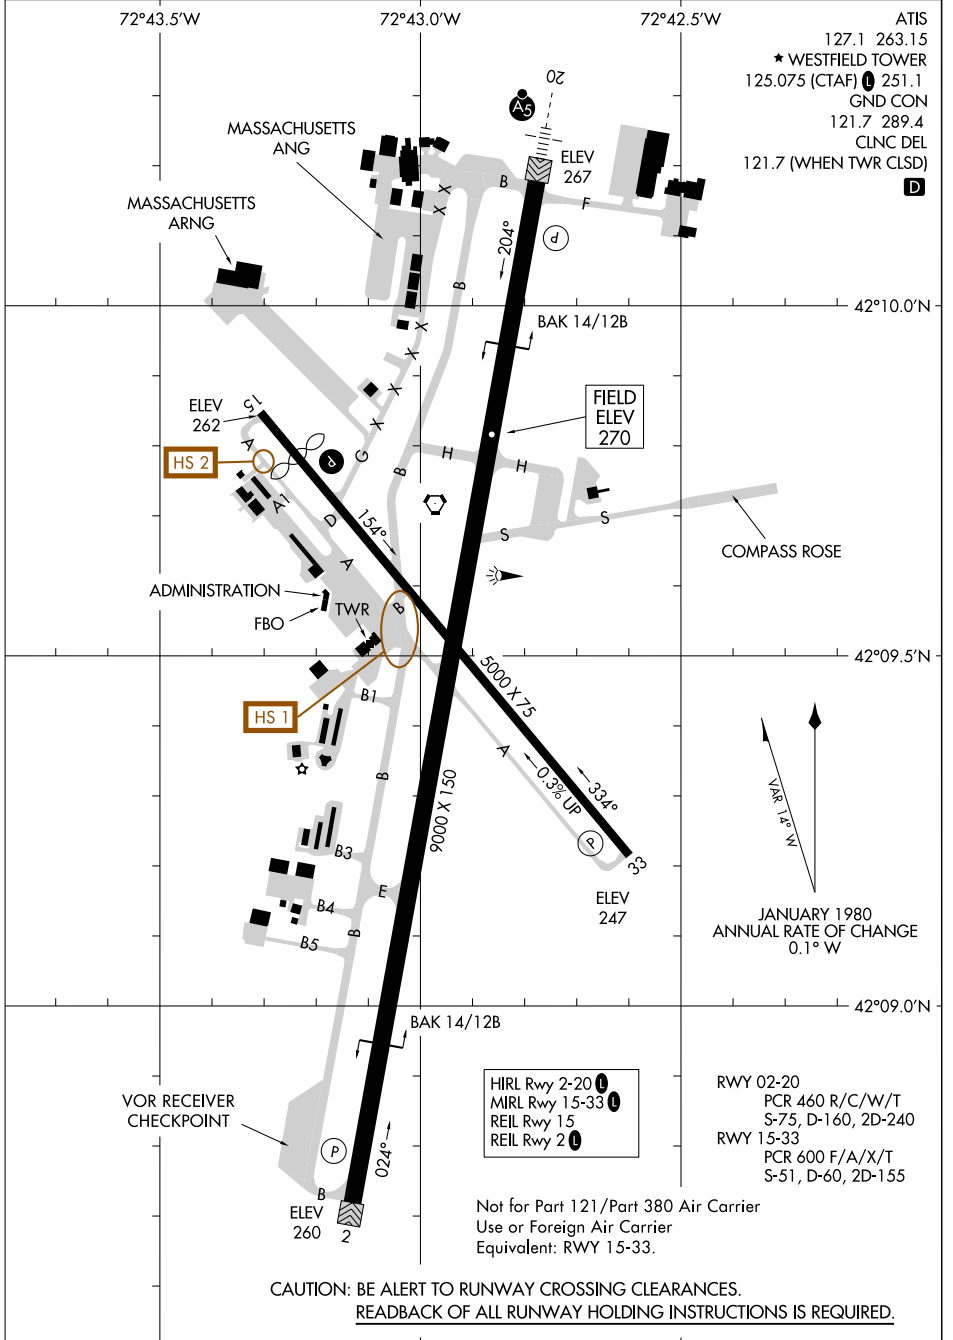 72°43.5′W
72°43.0′W
72°42.5′W
ATIS
127.1 263.15
WESTFIELD TOWER
125.075 (CTAF) L 251.1
GND CON
121.7 289.4
CLNC DEL
121.7 (WHEN TWR CLSD)
D
20
A5
MASSACHUSETTS
ANG
ELEV
267
B
F
X
X
MASSACHUSETTS
ARNG
204°
P
B
42°10.0′N
BAK 14/12B
X
X
X
X
FIELD
ELEV
270
15
ELEV
262
A
HS 2
P
G
B
H
H
A1
D
154°
S
S
COMPASS ROSE
A
ADMINISTRATION
FBO
TWR
B
42°09.5′N
5000 X 75
B1
HS 1
A
B
0.3% UP
334°
9000 X 150
VAR 14° W
P
33
B3
E
ELEV
247
B4
B
B5
JANUARY 1980
ANNUAL RATE OF CHANGE
0.1° W
42°09.0′N
BAK 14/12B
VOR RECEIVER
CHECKPOINT
HIRL Rwy 2-20 L
MIRL Rwy 15-33 L
REIL Rwy 15
REIL Rwy 2 L
RWY 02-20
PCR 460 R/C/W/T
S-75, D-160, 2D-240
RWY 15-33
PCR 600 F/A/X/T
S-51, D-60, 2D-155
P
024°
B
ELEV
260
2
Not for Part 121/Part 380 Air Carrier
Use or Foreign Air Carrier
Equivalent: RWY 15-33.
CAUTION: BE ALERT TO RUNWAY CROSSING CLEARANCES.
READBACK OF ALL RUNWAY HOLDING INSTRUCTIONS IS REQUIRED.